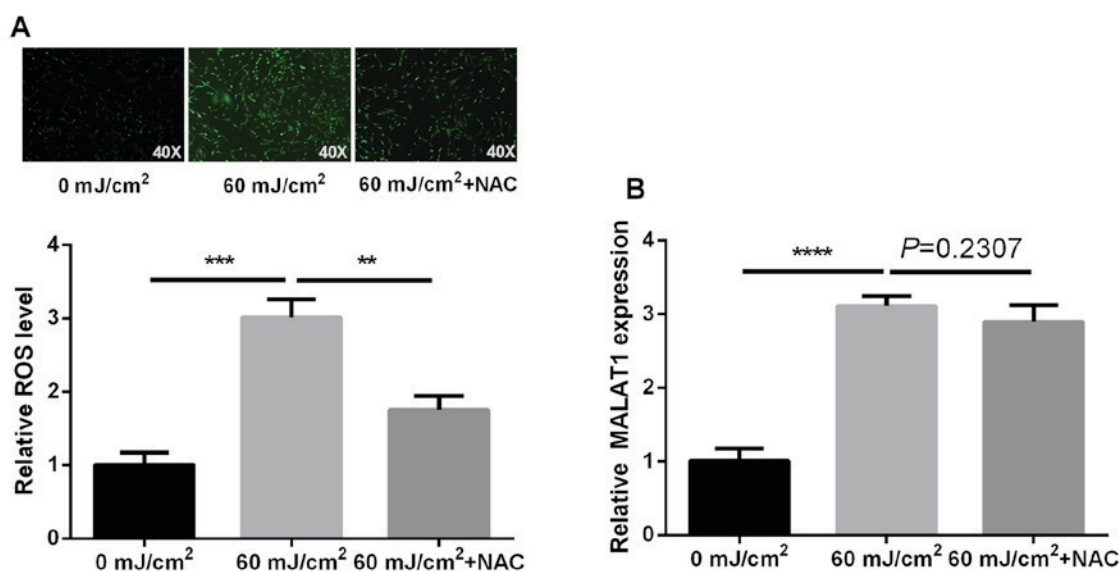 A
40X
40X
40X
0 mJ/cm²
60 mJ/cm²
60 mJ/cm²+NAC
Relative ROS level
4
3
2
1
0
***
**
0 mJ/cm²
60 mJ/cm²
60 mJ/cm²+NAC
B
Relative MALAT1 expression
4
3
2
1
0
****
P=0.2307
0 mJ/cm²
60 mJ/cm²
60 mJ/cm²+NAC